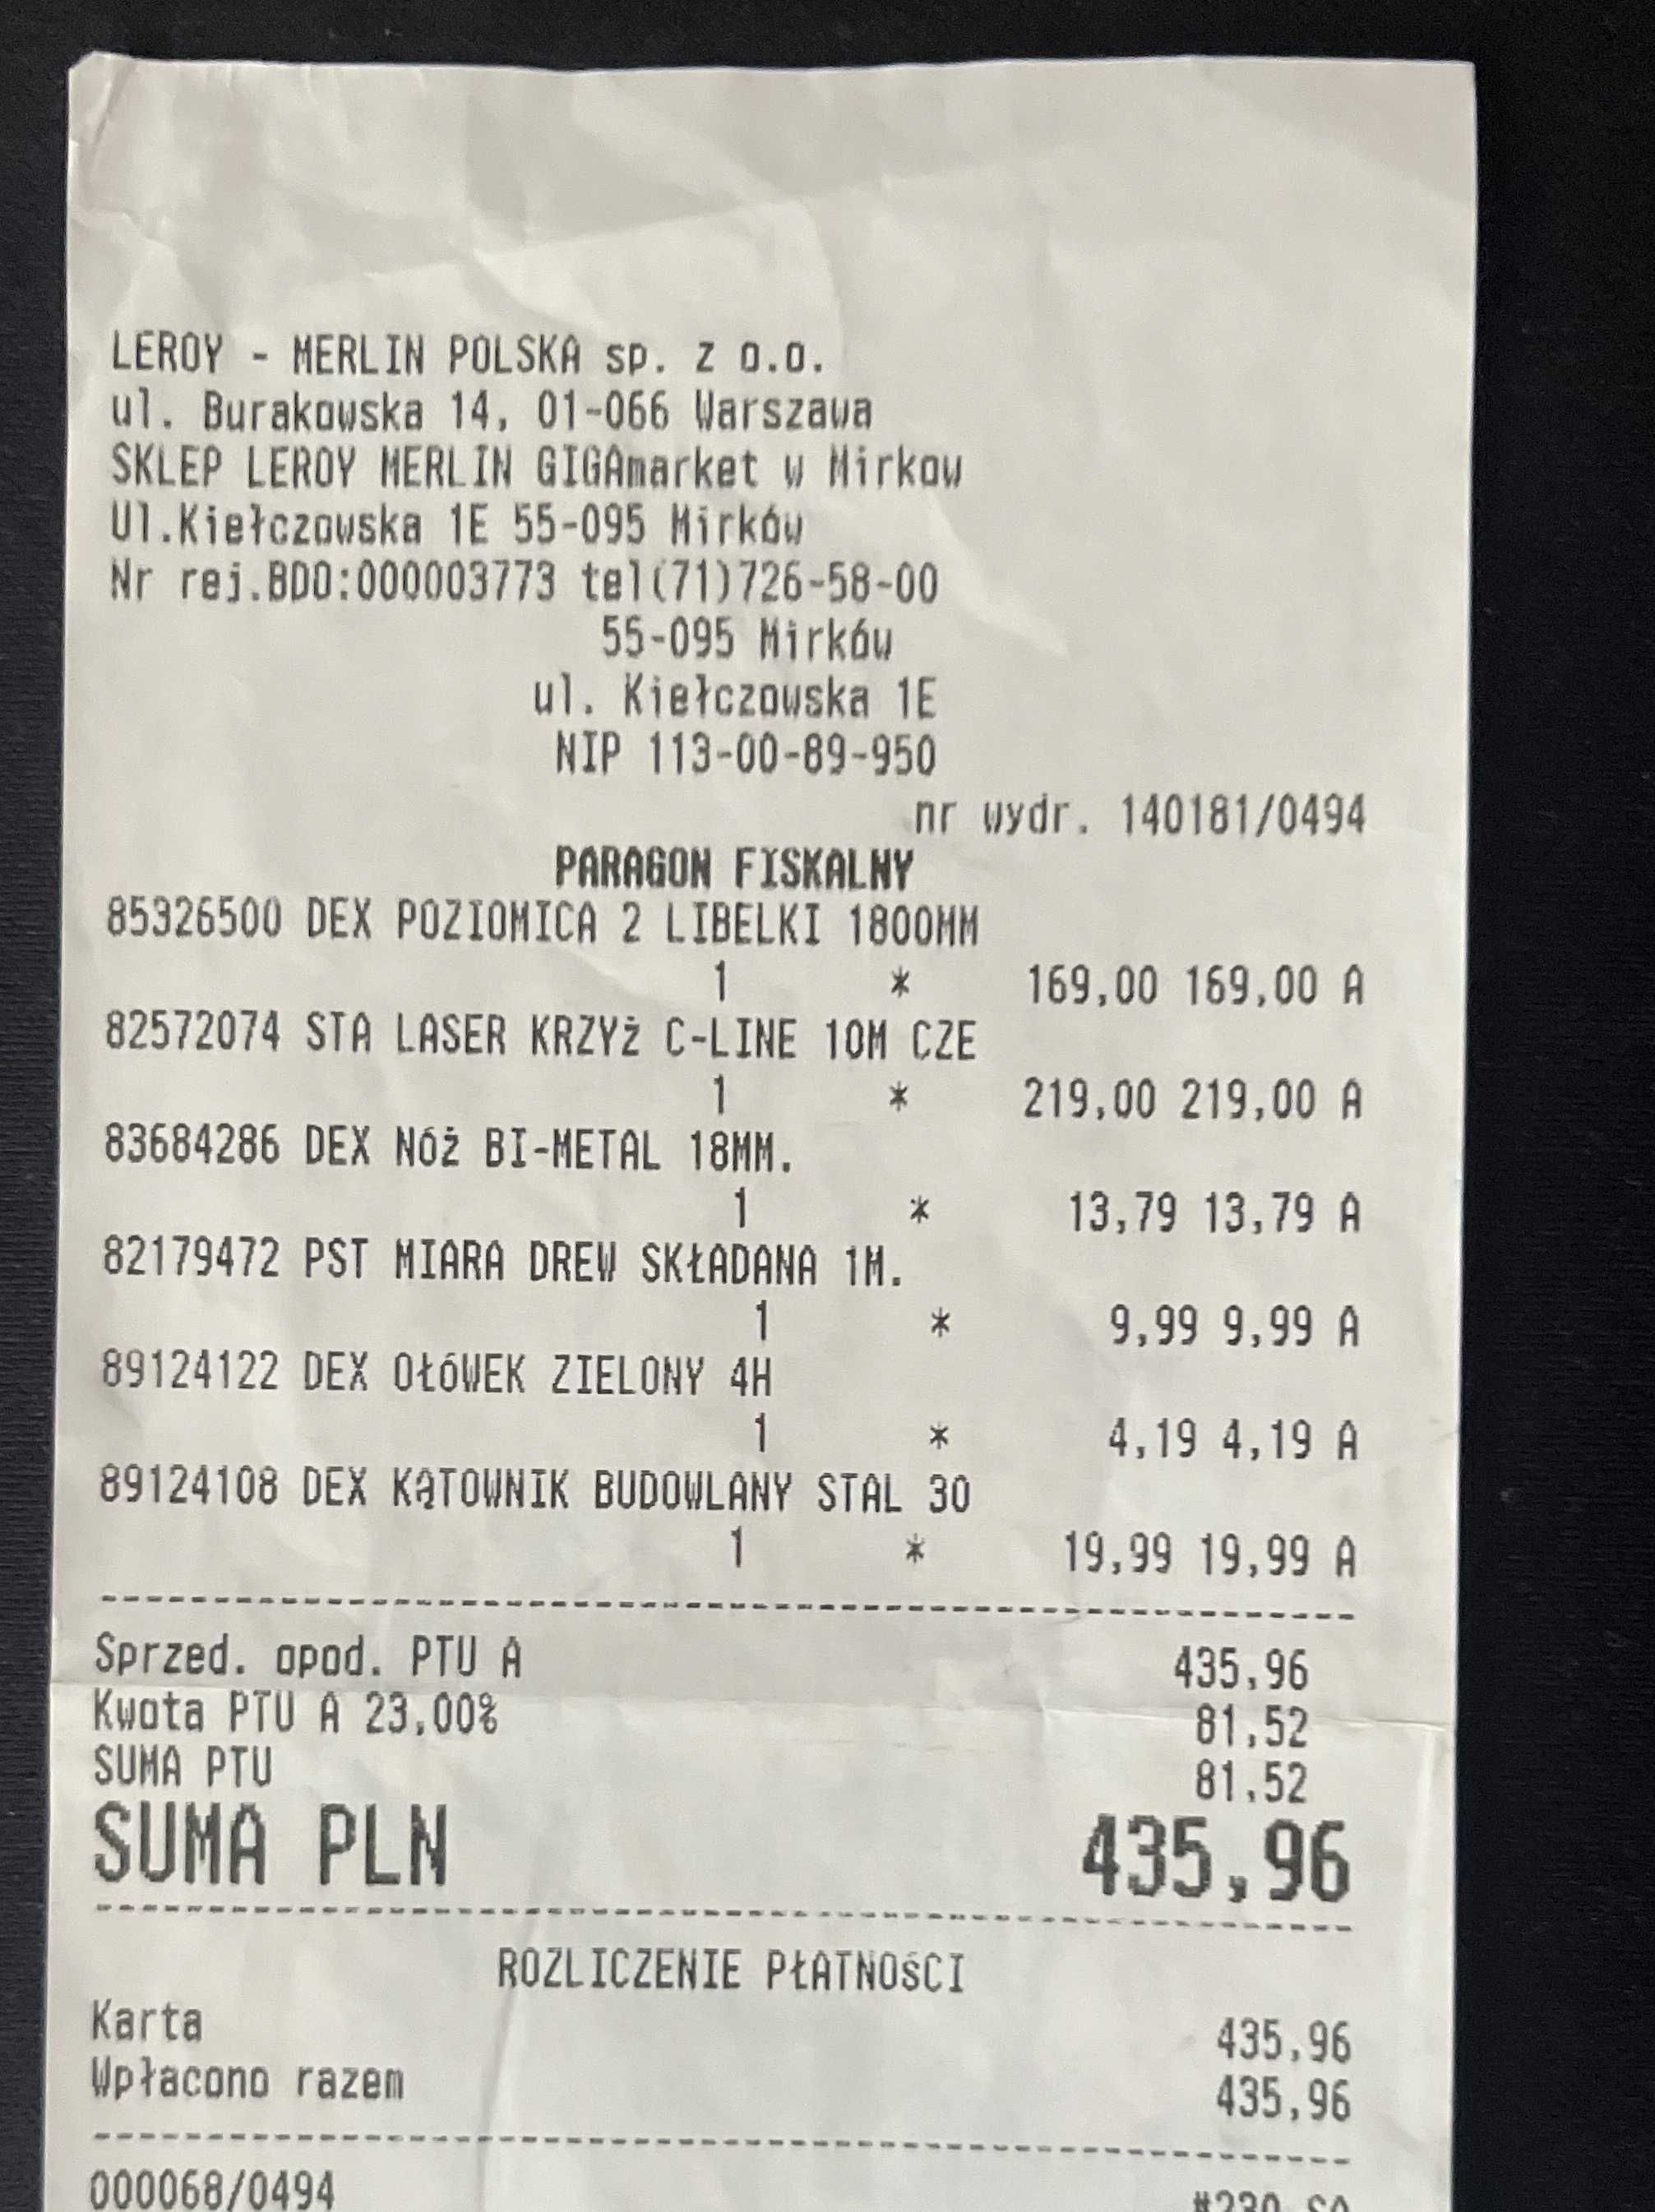 LEROY - MERLIN POLSKA sp. z o.o.
ul. Burakowska 14, 01-066 Warszawa
SKLEP LEROY MERLIN GIGAmarket w Mirkow
Ul.Kiełczowska 1E 55-095 Mirków
Nr rej.BDO:000003773 tel(71)726-58-00
55-095 Mirków
ul. Kiełczowska 1E
NIP 113-00-89-950
nr wydr. 140181/0494
PARAGON FISKALNY
85326500 DEX POZIOMICA 2 LIBELKI 1800MM
1 * 169,00 169,00 A
82572074 STA LASER KRZYż C-LINE 10M CZE
1 * 219,00 219,00 A
83684286 DEX NÓż BI-METAL 18MM.
1 * 13,79 13,79 A
82179472 PST MIARA DREW SKŁADANA 1M.
1 * 9,99 9,99 A
89124122 DEX OŁÓWEK ZIELONY 4H
1 * 4,19 4,19 A
89124108 DEX KĄTOWNIK BUDOWLANY STAL 30
1 * 19,99 19,99 A
Sprzed. opod. PTU A 435,96
Kwota PTU A 23,00% 81,52
SUMA PTU 81,52
SUMA PLN 435,96
ROZLICZENIE PŁATNOśCI
Karta 435,96
Wpłacono razem 435,96
000068/0494